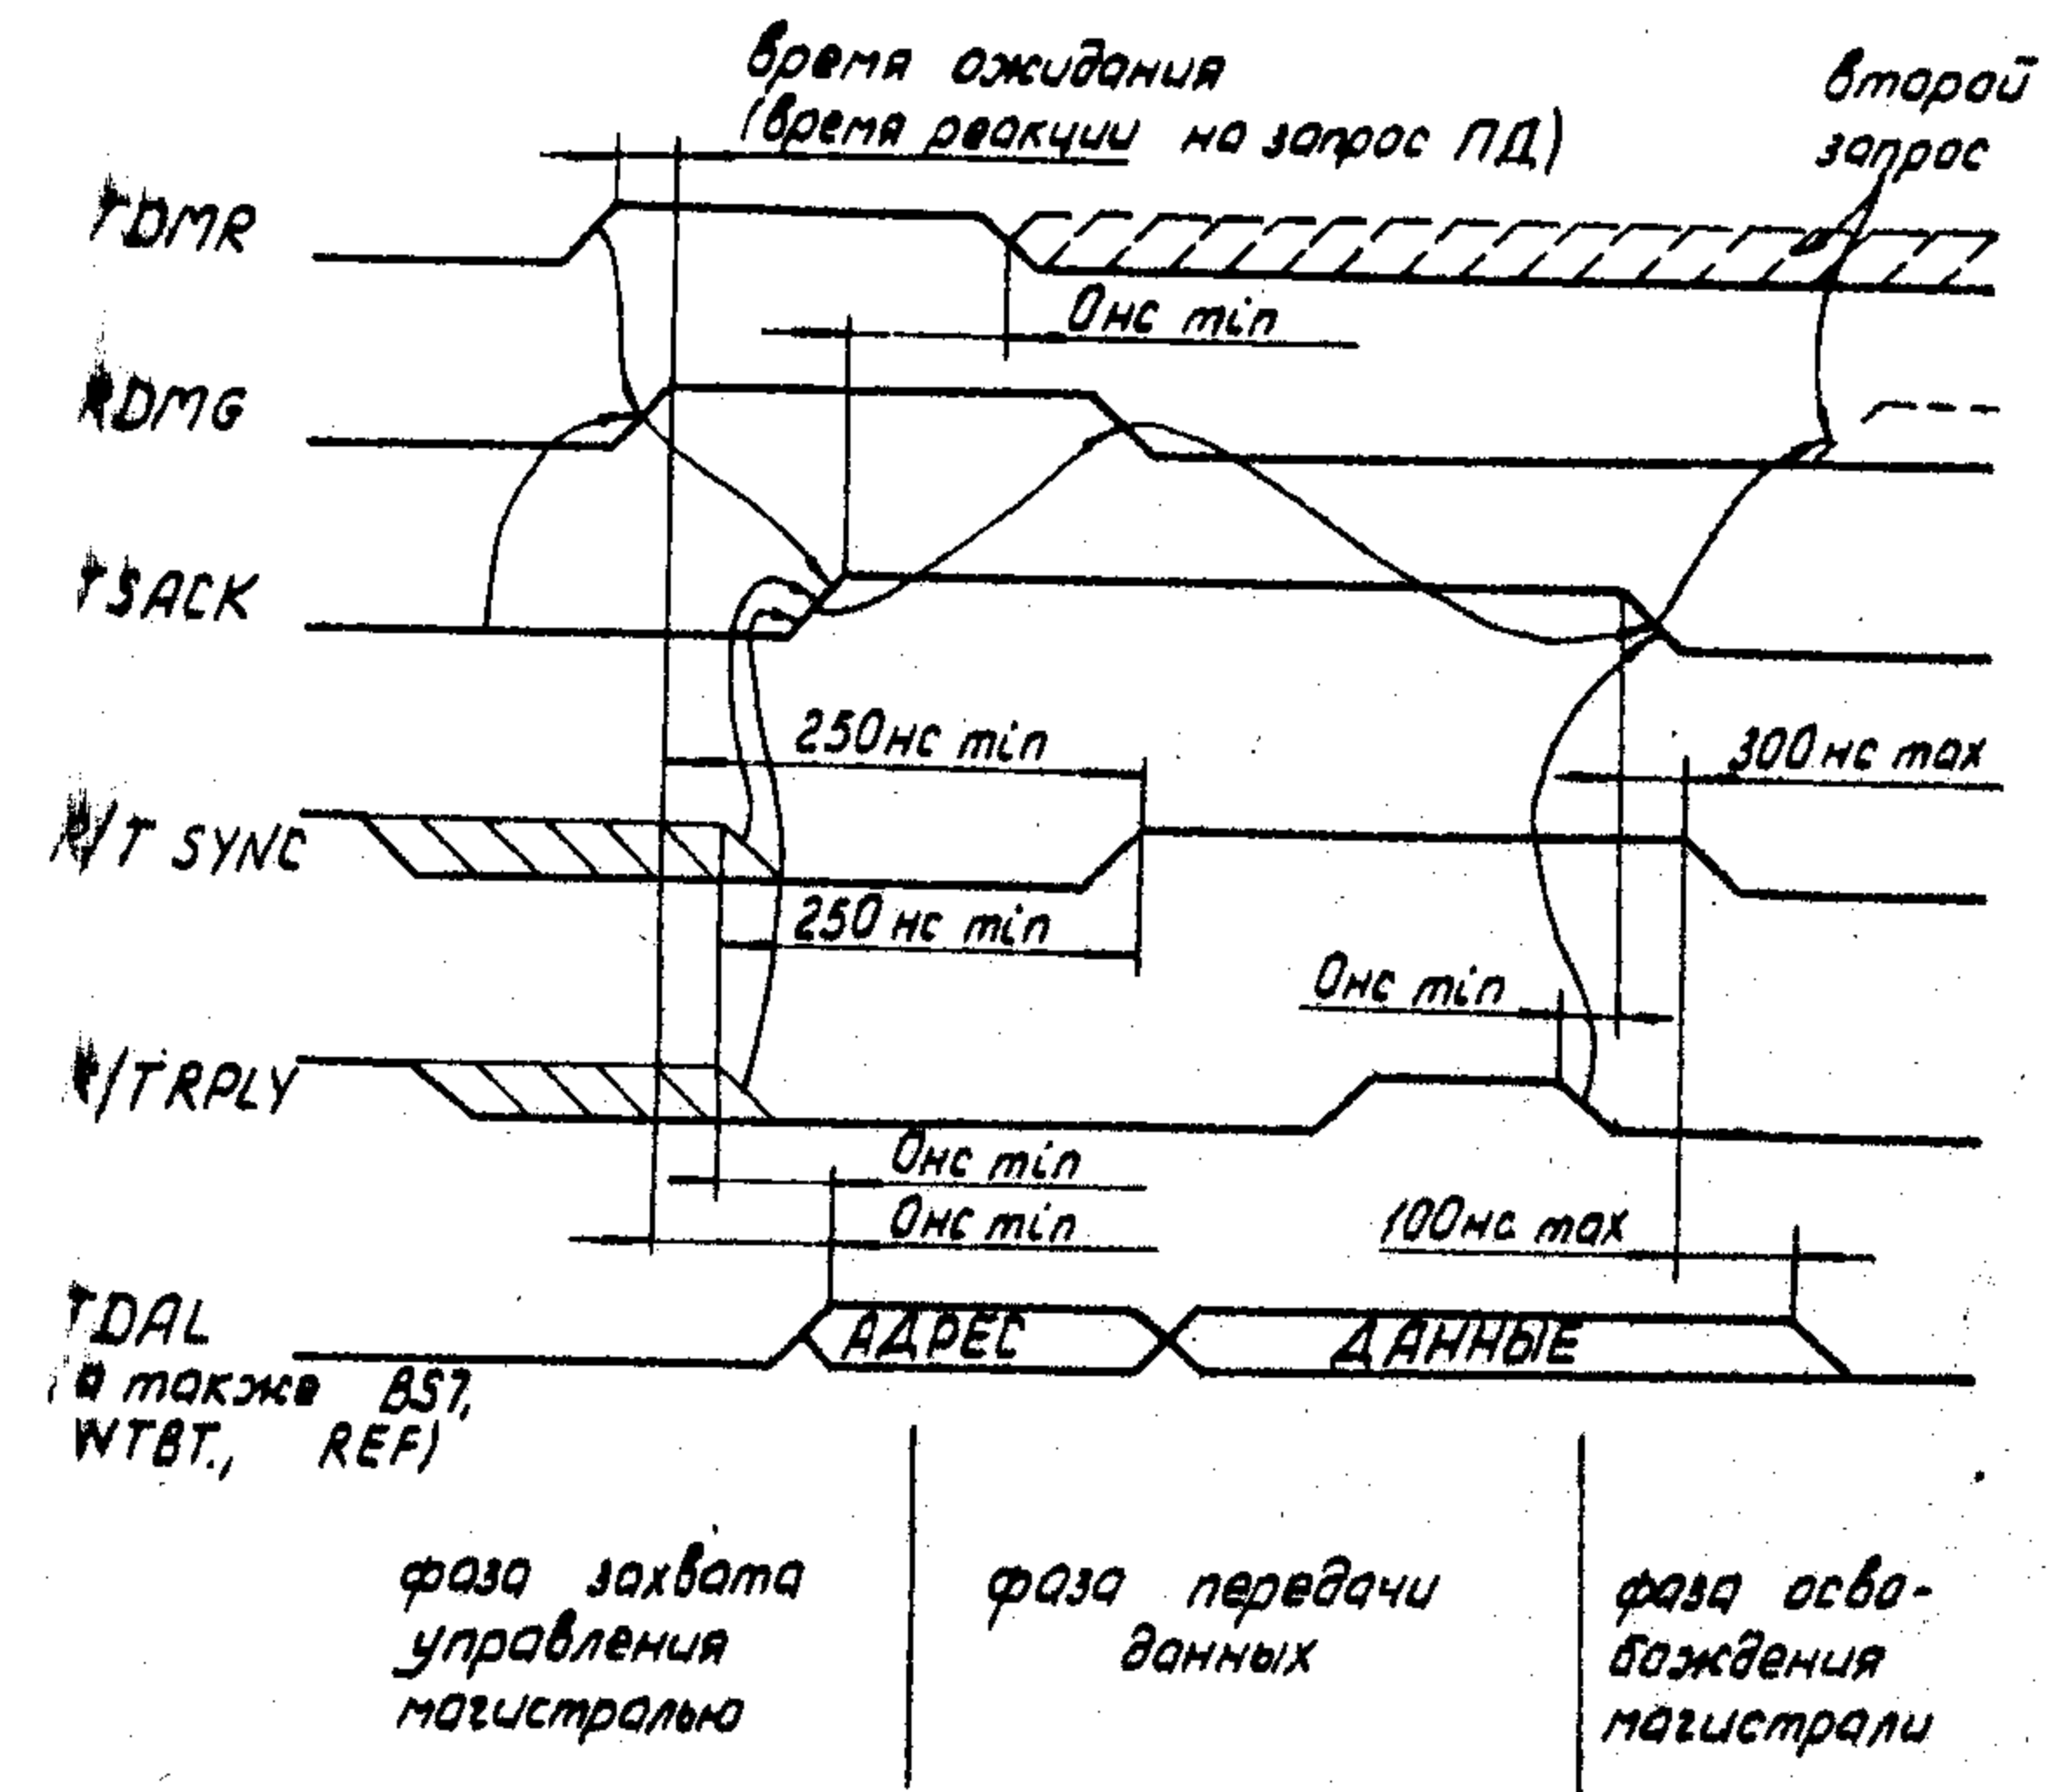 время ожидания
(время реакции на запрос ПД)
второй
запрос
TDMR
0нс min
RDMG
TSACK
250нс min
300нс max
R/T SYNC
250нс min
0нс min
R/TRPLY
0нс min
0нс min
100нс max
TDAL
АДРЕС
ДАННЫЕ
(а также BS7,
WTBT., REF)
фаза захвата
управления
магистралью
фаза передачи
данных
фаза осво-
бождения
магистрали